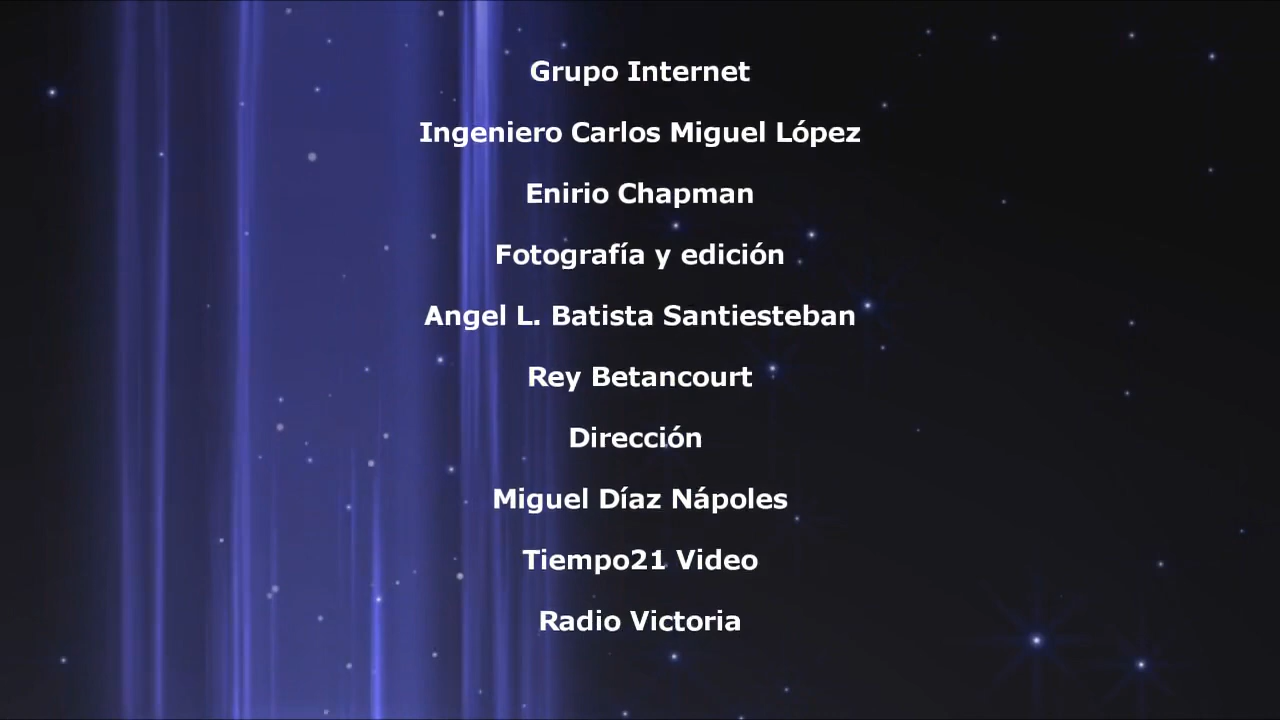 Grupo Internet
Ingeniero Carlos Miguel López
Enirio Chapman
Fotografía y edición
Angel L. Batista Santiesteban
Rey Betancourt
Dirección
Miguel Díaz Nápoles
Tiempo21 Video
Radio Victoria